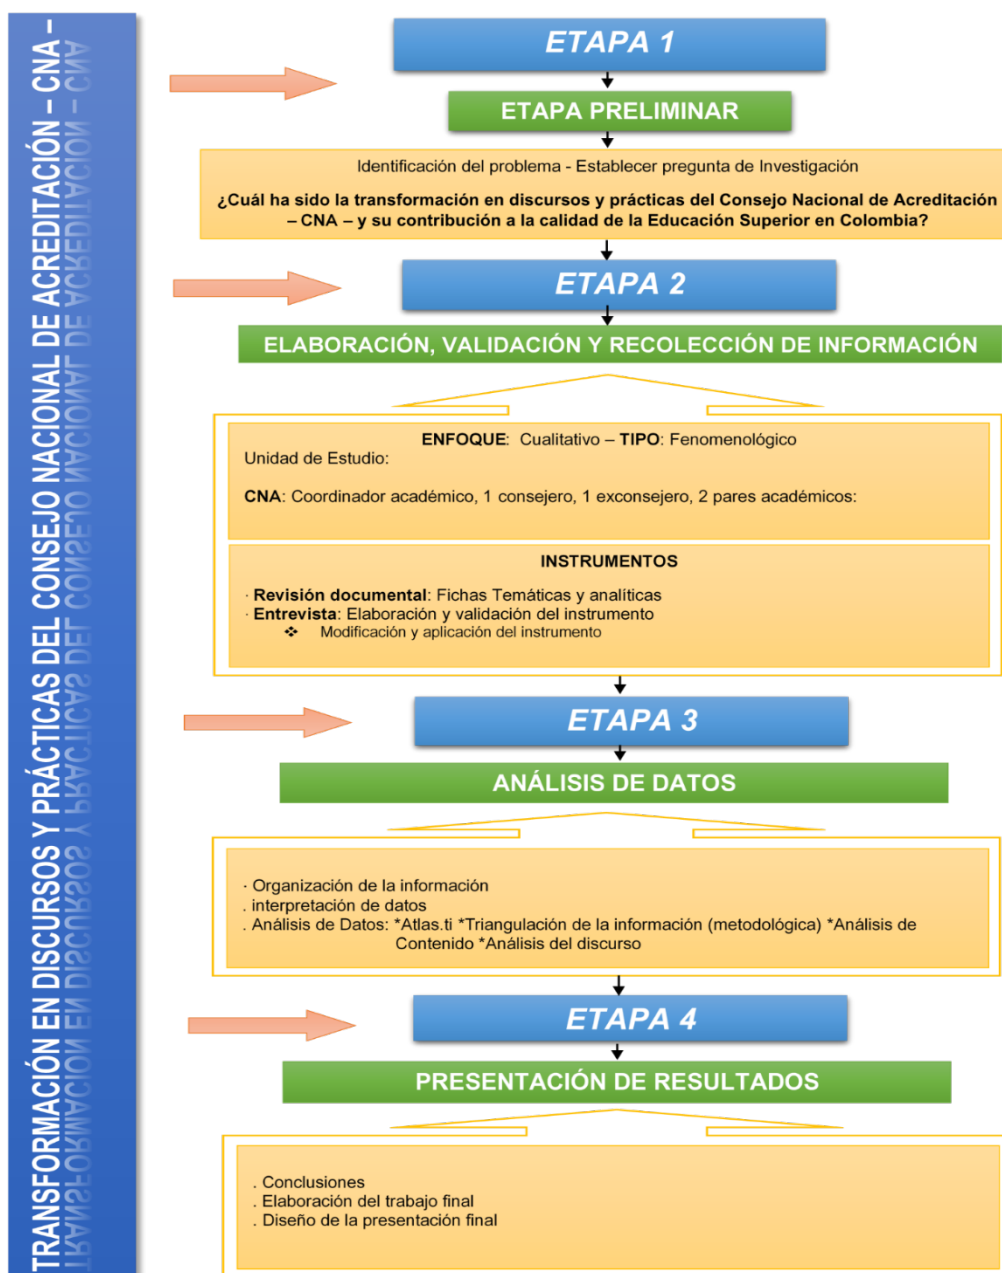 TRANSFORMACIÓN EN DISCURSOS Y PRÁCTICAS DEL CONSEJO NACIONAL DE ACREDITACIÓN – CNA –
ETAPA 1
ETAPA PRELIMINAR
Identificación del problema - Establecer pregunta de Investigación
¿Cuál ha sido la transformación en discursos y prácticas del Consejo Nacional de Acreditación
– CNA – y su contribución a la calidad de la Educación Superior en Colombia?
ETAPA 2
ELABORACIÓN, VALIDACIÓN Y RECOLECCIÓN DE INFORMACIÓN
ENFOQUE: Cualitativo – TIPO: Fenomenológico
Unidad de Estudio:
CNA: Coordinador académico, 1 consejero, 1 exconsejero, 2 pares académicos:
INSTRUMENTOS
· Revisión documental: Fichas Temáticas y analíticas
· Entrevista: Elaboración y validación del instrumento
❖ Modificación y aplicación del instrumento
ETAPA 3
ANÁLISIS DE DATOS
· Organización de la información
. interpretación de datos
. Análisis de Datos: *Atlas.ti *Triangulación de la información (metodológica) *Análisis de
Contenido *Análisis del discurso
ETAPA 4
PRESENTACIÓN DE RESULTADOS
. Conclusiones
. Elaboración del trabajo final
. Diseño de la presentación final